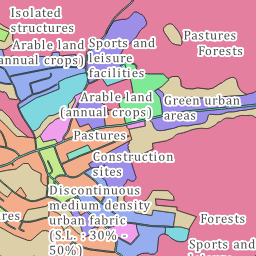 Isolated
structures
Arable land
(annual crops)
Sports and
leisure
facilities
Pastures
Forests
Arable land
(annual crops)
Green urban
areas
Pastures
Construction
sites
Discontinuous
medium density
urban fabric
(S.L. : 30% -
50%)
Forests
Sports and